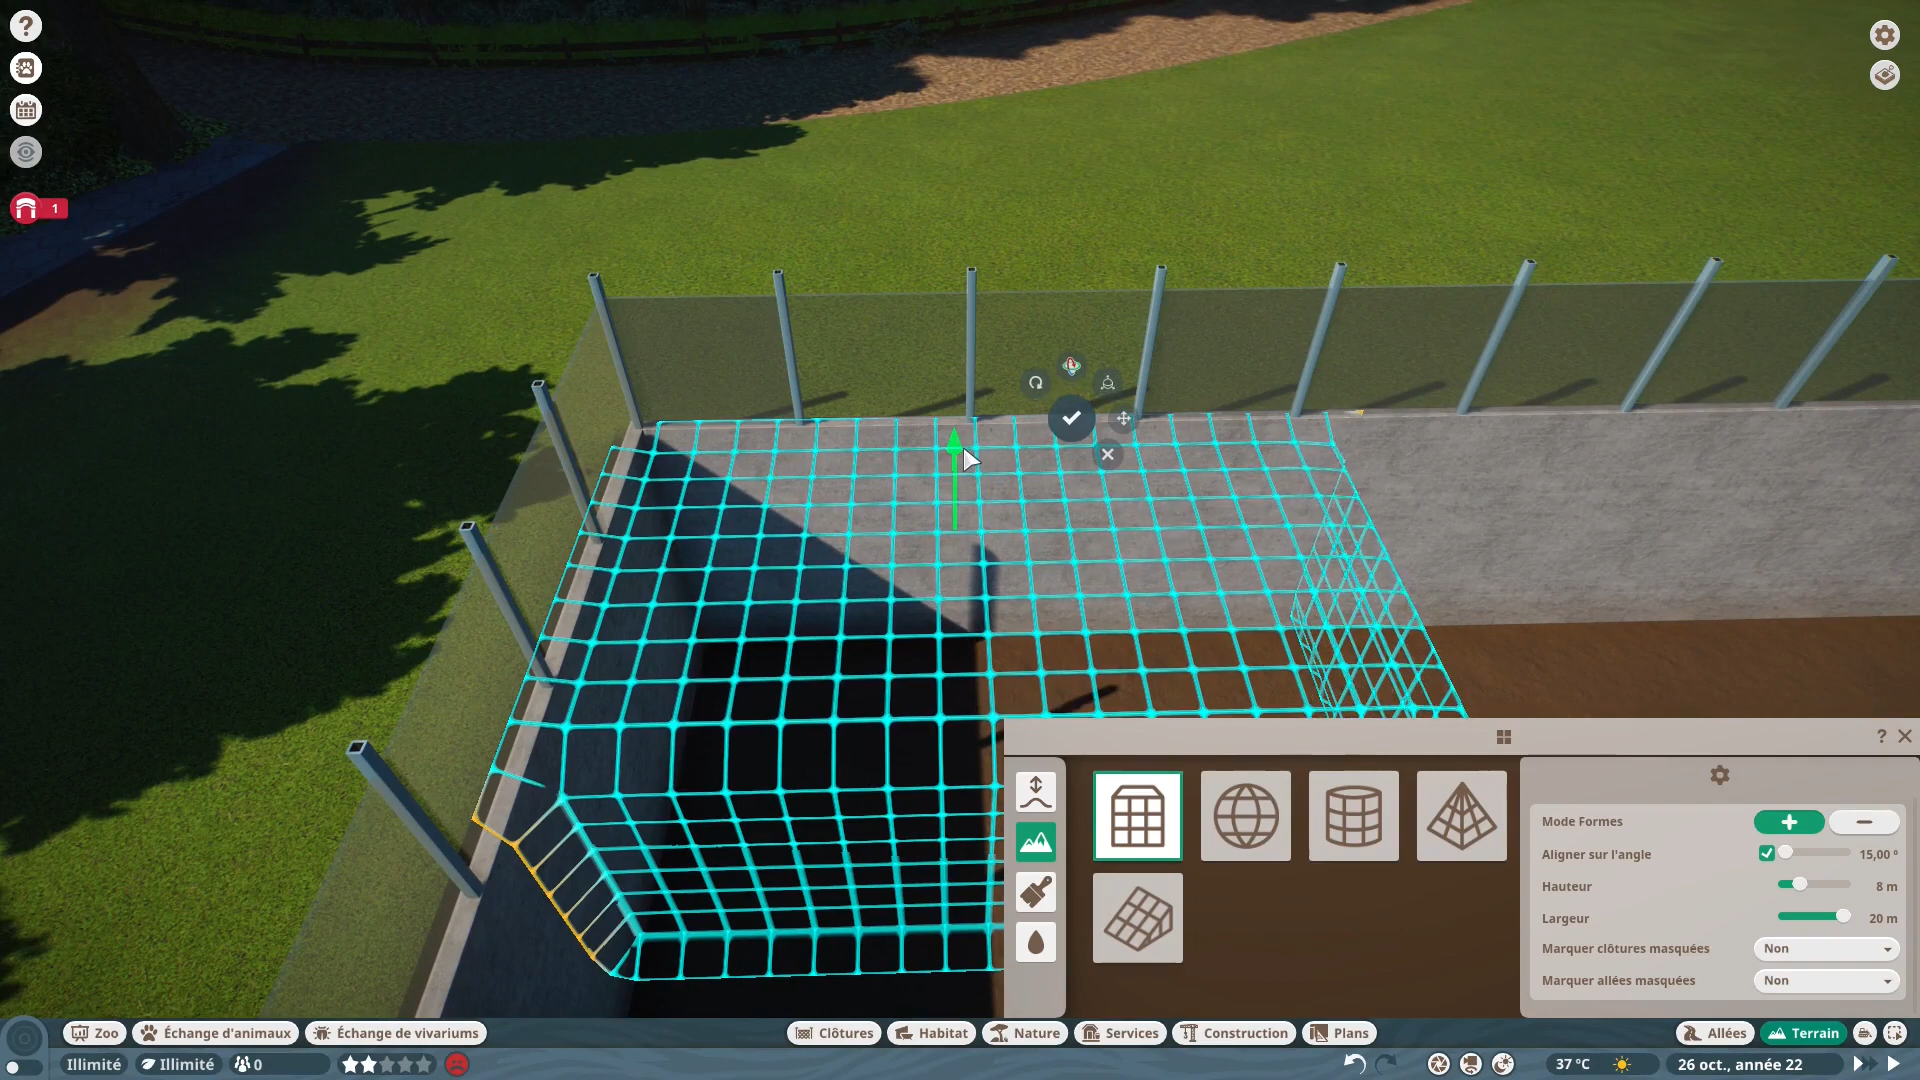 1
?
Mode Formes
Aligner sur l'angle 15,00 °
Hauteur 8 m
Largeur 20 m
Marquer clôtures masquées Non
Marquer allées masquées Non
Zoo Échange d'animaux Échange de vivariums Clôtures Habitat Nature Services Construction Plans Allées Terrain
Illimité Illimité 0 37 °C 26 oct., année 22